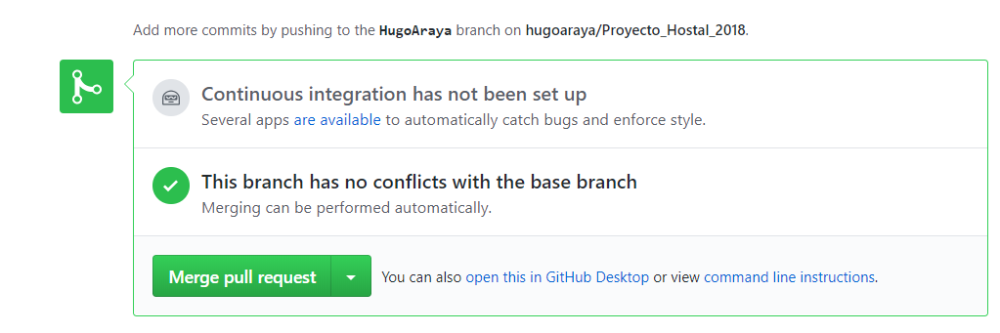 Add more commits by pushing to the HugoAraya branch on hugoaraya/Proyecto_Hostal_2018.
Continuous integration has not been set up
Several apps are available to automatically catch bugs and enforce style.
This branch has no conflicts with the base branch
Merging can be performed automatically.
Merge pull request
You can also open this in GitHub Desktop or view command line instructions.